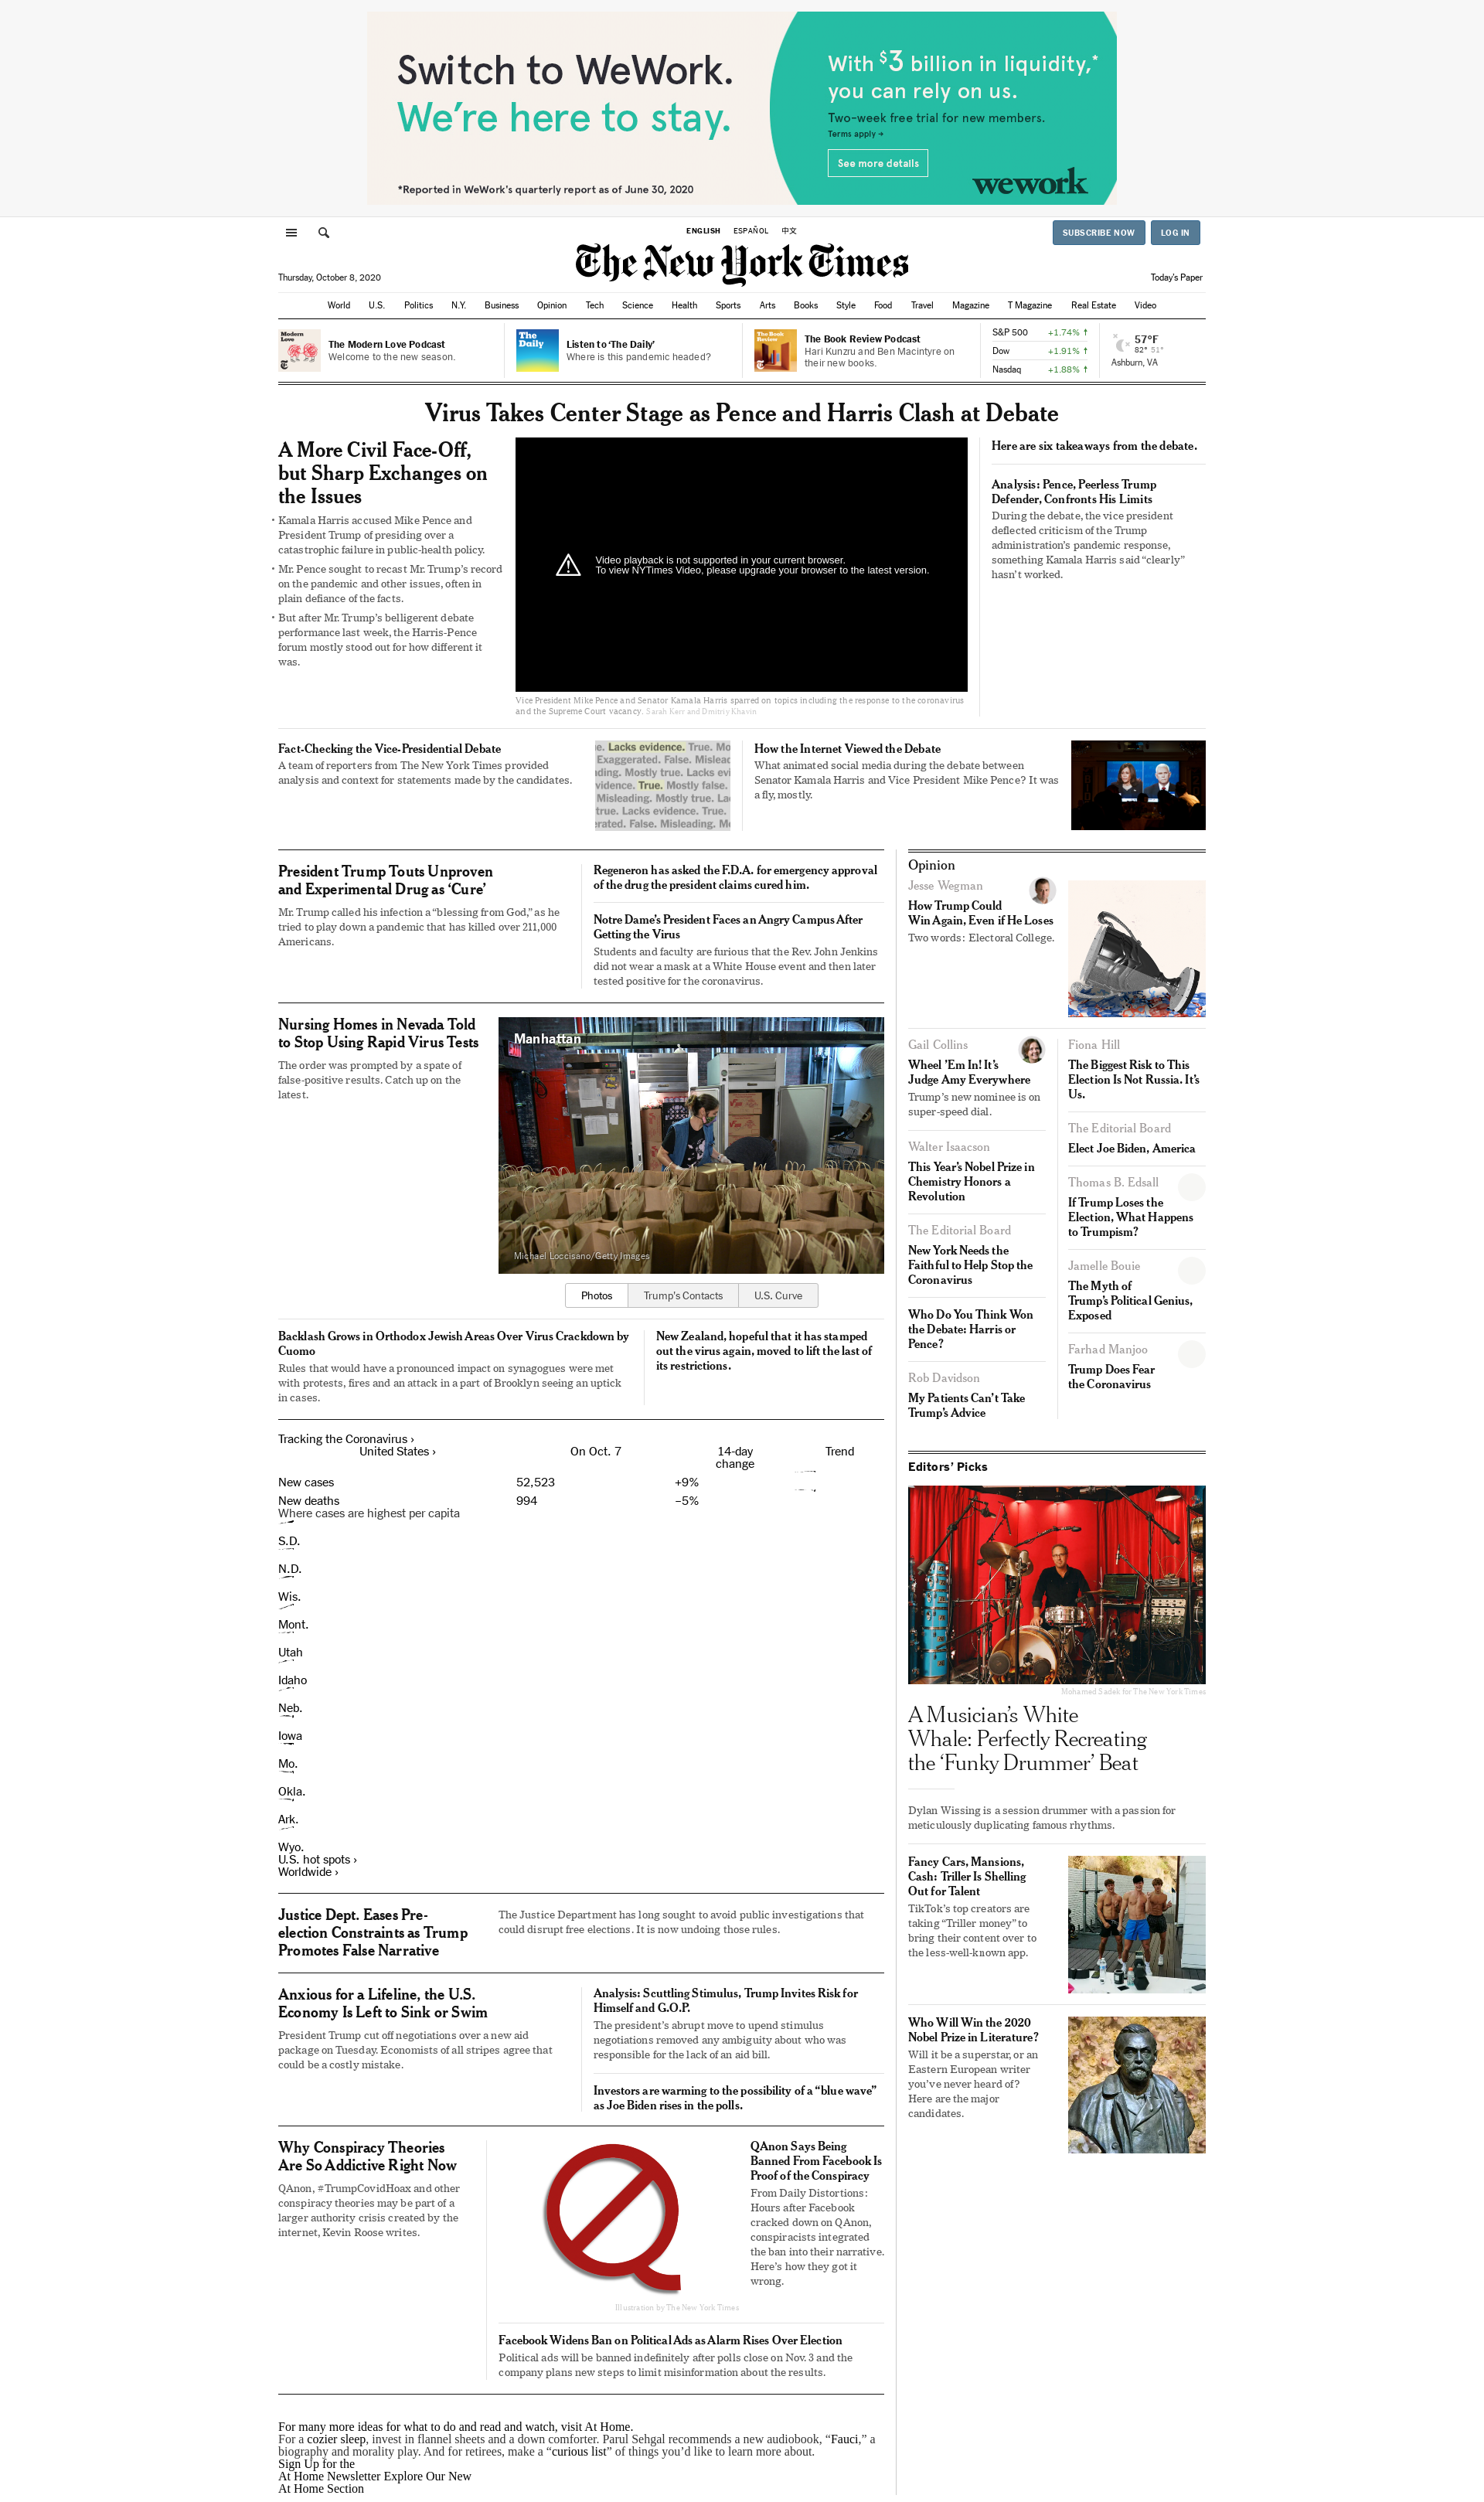 Switch to WeWork.
We're here to stay.
*Reported in WeWork's quarterly report as of June 30, 2020
With $3 billion in liquidity,*
you can rely on us.
Two-week free trial for new members.
Terms apply →
See more details
wework
ENGLISH ESPAÑOL 中文
SUBSCRIBE NOW LOG IN
The New York Times
Thursday, October 8, 2020
Today's Paper
World U.S. Politics N.Y. Business Opinion Tech Science Health Sports Arts Books Style Food Travel Magazine T Magazine Real Estate Video
Modern Love
The Modern Love Podcast
Welcome to the new season.
The Daily
Listen to 'The Daily'
Where is this pandemic headed?
The Book Review
The Book Review Podcast
Hari Kunzru and Ben Macintyre on
their new books.
S&P 500 +1.74% ↑
Dow +1.91% ↑
Nasdaq +1.88% ↑
57°F
82° 51°
Ashburn, VA
Virus Takes Center Stage as Pence and Harris Clash at Debate
A More Civil Face-Off,
but Sharp Exchanges on
the Issues
• Kamala Harris accused Mike Pence and
President Trump of presiding over a
catastrophic failure in public-health policy.
• Mr. Pence sought to recast Mr. Trump's record
on the pandemic and other issues, often in
plain defiance of the facts.
• But after Mr. Trump's belligerent debate
performance last week, the Harris-Pence
forum mostly stood out for how different it
was.
Video playback is not supported in your current browser.
To view NYTimes Video, please upgrade your browser to the latest version.
Vice President Mike Pence and Senator Kamala Harris sparred on topics including the response to the coronavirus
and the Supreme Court vacancy. Sarah Kerr and Dmitriy Khavin
Here are six takeaways from the debate.
Analysis: Pence, Peerless Trump
Defender, Confronts His Limits
During the debate, the vice president
deflected criticism of the Trump
administration's pandemic response,
something Kamala Harris said "clearly"
hasn't worked.
Fact-Checking the Vice-Presidential Debate
A team of reporters from The New York Times provided
analysis and context for statements made by the candidates.
e. Lacks evidence. True. Mo
Exaggerated. False. Mislea
ding. Mostly true. Lacks evi
vidence. True. Mostly false.
Misleading. Mostly true. La
true. Lacks evidence. True.
erated. False. Misleading. M
How the Internet Viewed the Debate
What animated social media during the debate between
Senator Kamala Harris and Vice President Mike Pence? It was
a fly, mostly.
President Trump Touts Unproven
and Experimental Drug as 'Cure'
Mr. Trump called his infection a "blessing from God," as he
tried to play down a pandemic that has killed over 211,000
Americans.
Regeneron has asked the F.D.A. for emergency approval
of the drug the president claims cured him.
Notre Dame's President Faces an Angry Campus After
Getting the Virus
Students and faculty are furious that the Rev. John Jenkins
did not wear a mask at a White House event and then later
tested positive for the coronavirus.
Nursing Homes in Nevada Told
to Stop Using Rapid Virus Tests
The order was prompted by a spate of
false-positive results. Catch up on the
latest.
Manhattan
Michael Loccisano/Getty Images
Photos Trump's Contacts U.S. Curve
Backlash Grows in Orthodox Jewish Areas Over Virus Crackdown by
Cuomo
Rules that would have a pronounced impact on synagogues were met
with protests, fires and an attack in a part of Brooklyn seeing an uptick
in cases.
New Zealand, hopeful that it has stamped
out the virus again, moved to lift the last of
its restrictions.
Tracking the Coronavirus ›
United States › On Oct. 7 14-day
change Trend
New cases 52,523 +9%
New deaths 994 –5%
Where cases are highest per capita
S.D.
N.D.
Wis.
Mont.
Utah
Idaho
Neb.
Iowa
Mo.
Okla.
Ark.
Wyo.
U.S. hot spots ›
Worldwide ›
Justice Dept. Eases Pre-
election Constraints as Trump
Promotes False Narrative
The Justice Department has long sought to avoid public investigations that
could disrupt free elections. It is now undoing those rules.
Anxious for a Lifeline, the U.S.
Economy Is Left to Sink or Swim
President Trump cut off negotiations over a new aid
package on Tuesday. Economists of all stripes agree that
could be a costly mistake.
Analysis: Scuttling Stimulus, Trump Invites Risk for
Himself and G.O.P.
The president's abrupt move to upend stimulus
negotiations removed any ambiguity about who was
responsible for the lack of an aid bill.
Investors are warming to the possibility of a "blue wave"
as Joe Biden rises in the polls.
Why Conspiracy Theories
Are So Addictive Right Now
QAnon, #TrumpCovidHoax and other
conspiracy theories may be part of a
larger authority crisis created by the
internet, Kevin Roose writes.
Illustration by The New York Times
QAnon Says Being
Banned From Facebook Is
Proof of the Conspiracy
From Daily Distortions:
Hours after Facebook
cracked down on QAnon,
conspiracists integrated
the ban into their narrative.
Here's how they got it
wrong.
Facebook Widens Ban on Political Ads as Alarm Rises Over Election
Political ads will be banned indefinitely after polls close on Nov. 3 and the
company plans new steps to limit misinformation about the results.
For many more ideas for what to do and read and watch, visit At Home.
For a cozier sleep, invest in flannel sheets and a down comforter. Parul Sehgal recommends a new audiobook, "Fauci," a
biography and morality play. And for retirees, make a "curious list" of things you'd like to learn more about.
Sign Up for the
At Home Newsletter Explore Our New
At Home Section
Opinion
Jesse Wegman
How Trump Could
Win Again, Even if He Loses
Two words: Electoral College.
Gail Collins
Wheel 'Em In! It's
Judge Amy Everywhere
Trump's new nominee is on
super-speed dial.
Walter Isaacson
This Year's Nobel Prize in
Chemistry Honors a
Revolution
The Editorial Board
New York Needs the
Faithful to Help Stop the
Coronavirus
Who Do You Think Won
the Debate: Harris or
Pence?
Rob Davidson
My Patients Can't Take
Trump's Advice
Fiona Hill
The Biggest Risk to This
Election Is Not Russia. It's
Us.
The Editorial Board
Elect Joe Biden, America
Thomas B. Edsall
If Trump Loses the
Election, What Happens
to Trumpism?
Jamelle Bouie
The Myth of
Trump's Political Genius,
Exposed
Farhad Manjoo
Trump Does Fear
the Coronavirus
Editors' Picks
Mohamed Sadek for The New York Times
A Musician's White
Whale: Perfectly Recreating
the 'Funky Drummer' Beat
Dylan Wissing is a session drummer with a passion for
meticulously duplicating famous rhythms.
Fancy Cars, Mansions,
Cash: Triller Is Shelling
Out for Talent
TikTok's top creators are
taking "Triller money" to
bring their content over to
the less-well-known app.
Who Will Win the 2020
Nobel Prize in Literature?
Will it be a superstar, or an
Eastern European writer
you've never heard of?
Here are the major
candidates.